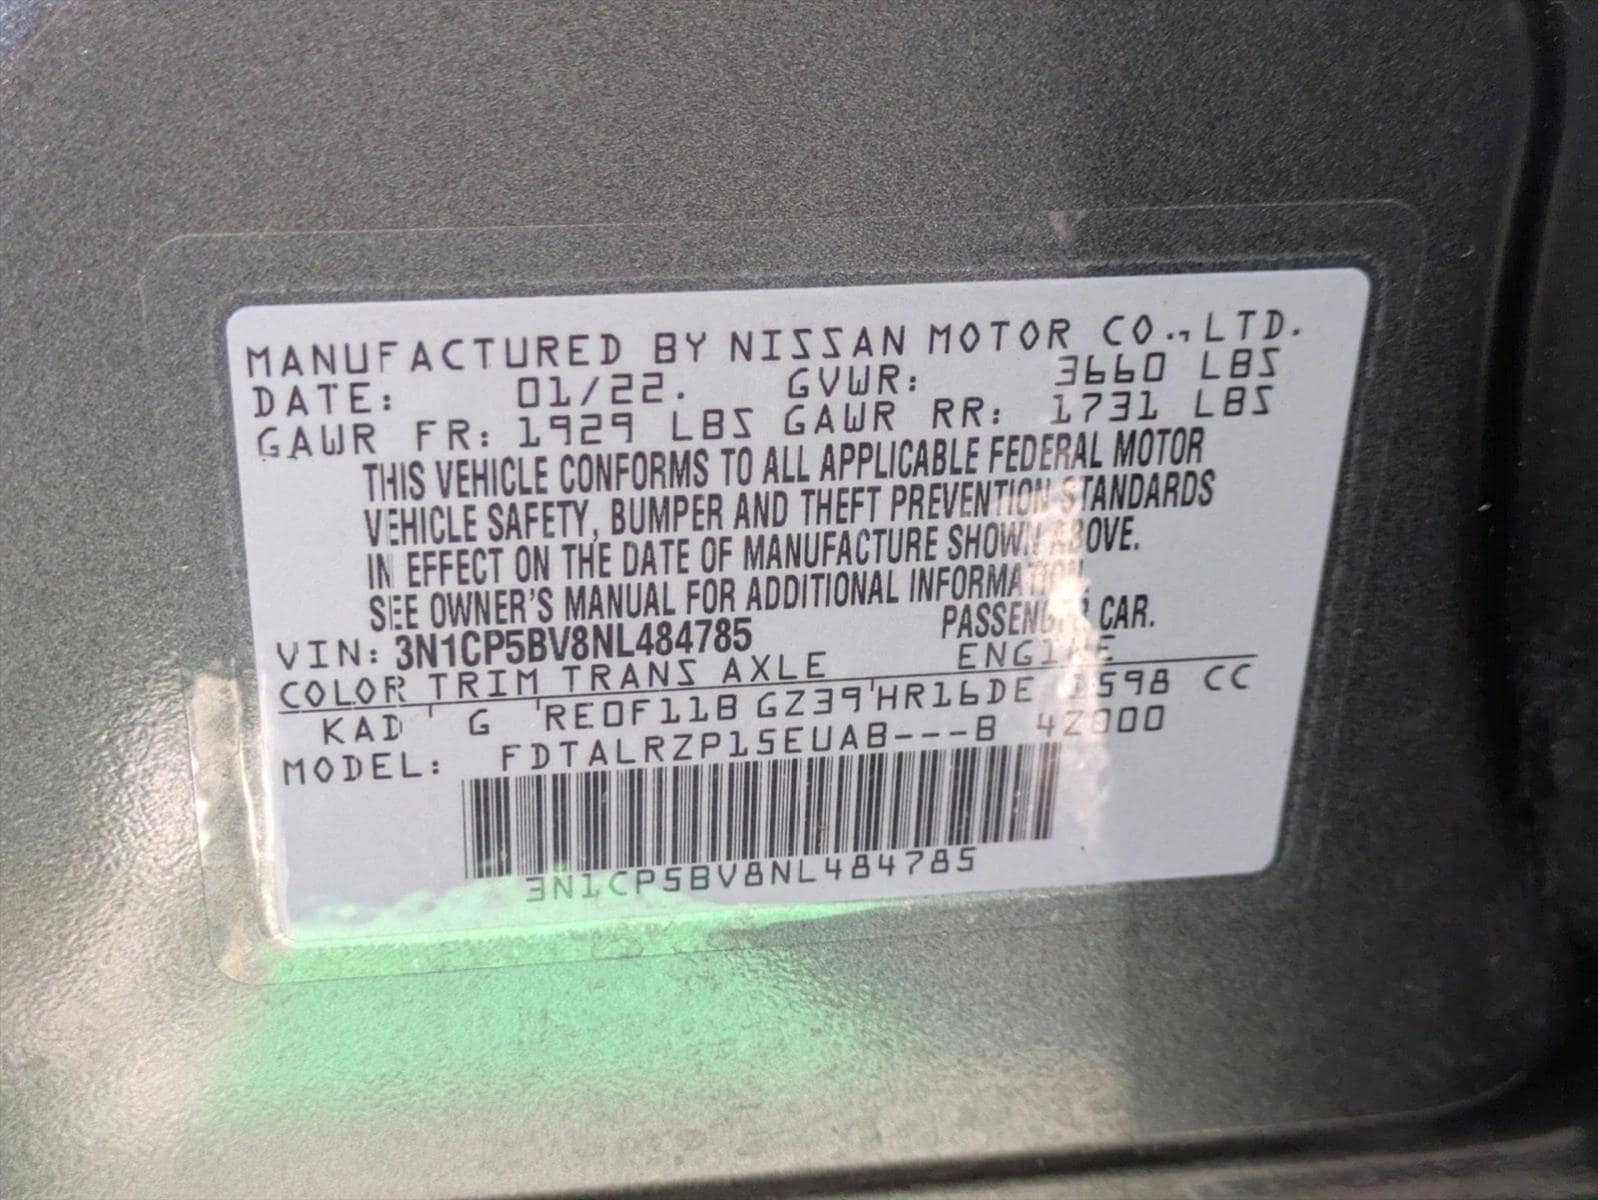 MANUFACTURED BY NISSAN MOTOR CO., LTD.
DATE: 01/22. GVWR: 3660 LBS
GAWR FR: 1929 LBS GAWR RR: 1731 LBS
THIS VEHICLE CONFORMS TO ALL APPLICABLE FEDERAL MOTOR
VEHICLE SAFETY, BUMPER AND THEFT PREVENTION STANDARDS
IN EFFECT ON THE DATE OF MANUFACTURE SHOWN ABOVE.
SEE OWNER'S MANUAL FOR ADDITIONAL INFORMATION.
VIN: 3N1CP5BV8NL484785 PASSENGER CAR.
COLOR TRIM TRANS AXLE ENGINE
KAD G RE0F11B GZ39 HR16DE 1598 CC
MODEL: FDTALRZP15EUAB---B 4Z000
3N1CP5BV8NL484785